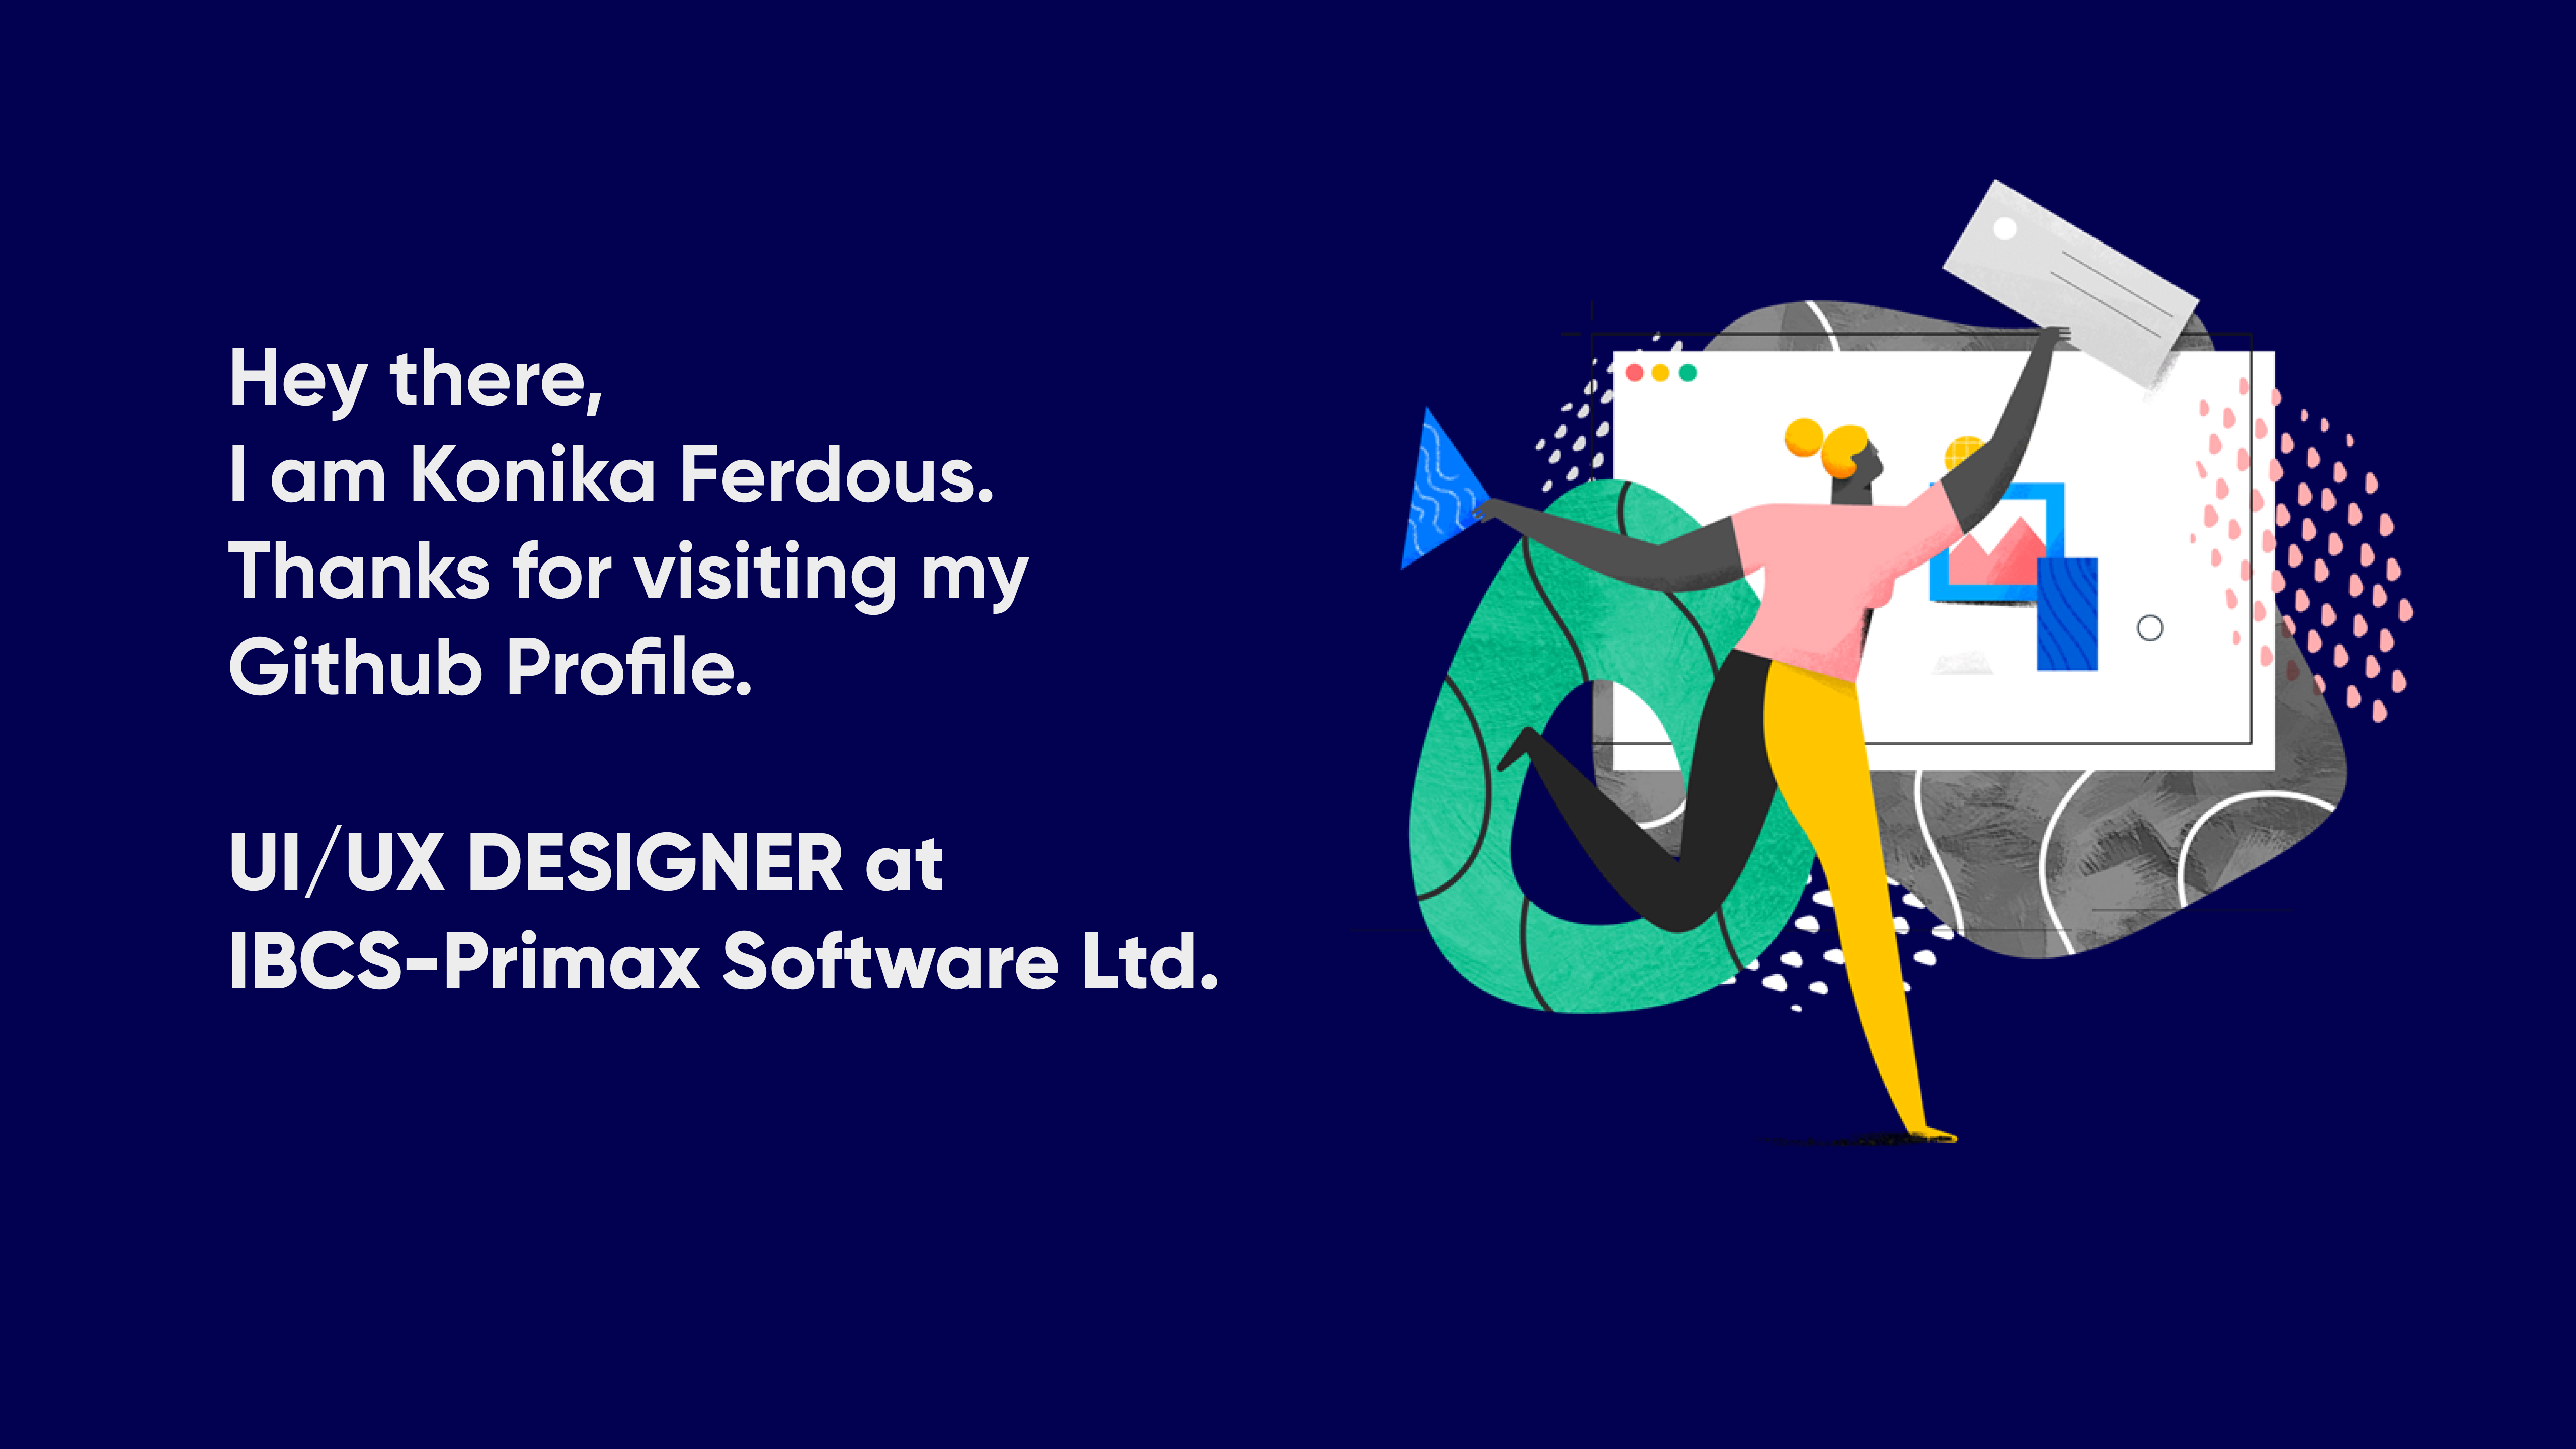 Hey there,
I am Konika Ferdous.
Thanks for visiting my
Github Profile.
UI/UX DESIGNER at
IBCS-Primax Software Ltd.